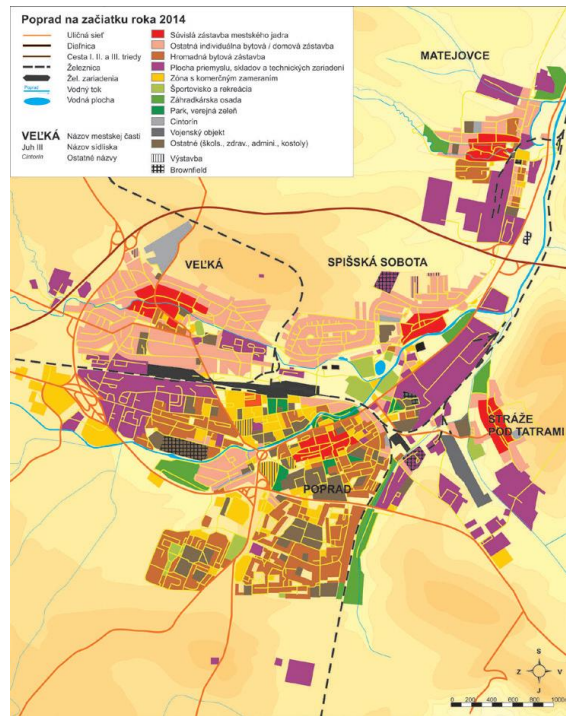 Poprad na začiatku roka 2014
Uličná sieť
Diaľnica
Cesta I. II. a III. triedy
Železnica
Žel. zariadenia
Poprad
Vodný tok
Vodná plocha
VEĽKÁ Názov mestskej časti
Juh III Názov sídliska
Cintorín Ostatné názvy
Súvislá zástavba mestského jadra
Ostatná individuálna bytová / domová zástavba
Hromadná bytová zástavba
Plocha priemyslu, skladov a technických zariadení
Zóna s komerčným zameraním
Športovisko a rekreácia
Záhradkárska osada
Park, verejná zeleň
Cintorín
Vojenský objekt
Ostatné (škols., zdrav., admini., kostoly)
Výstavba
Brownfield
MATEJOVCE
VEĽKÁ
SPIŠSKÁ SOBOTA
STRÁŽE
POD TATRAMI
POPRAD
S
Z V
J
0 200 400 600 800 1000